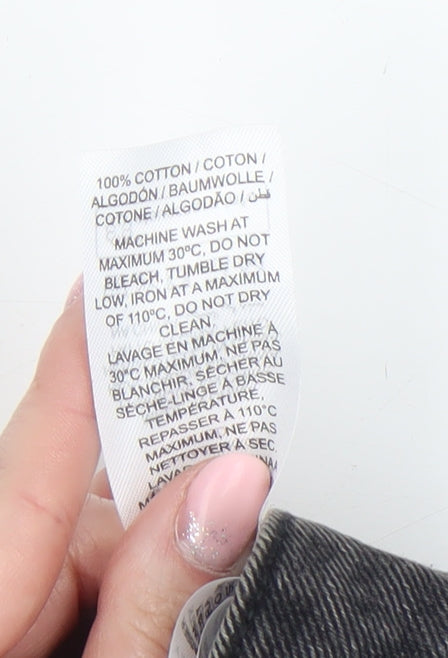 100% COTTON / COTON /
ALGODÓN / BAUMWOLLE /
COTONE / ALGODÃO / قطن
MACHINE WASH AT
MAXIMUM 30ºC, DO NOT
BLEACH, TUMBLE DRY
LOW, IRON AT A MAXIMUM
OF 110ºC, DO NOT DRY
CLEAN
LAVAGE EN MACHINE À
30°C MAXIMUM, NE PAS
BLANCHIR, SÉCHER AU
SÈCHE-LINGE À BASSE
TEMPÉRATURE,
REPASSER À 110°C
MAXIMUM, NE PAS
NETTOYER À SEC